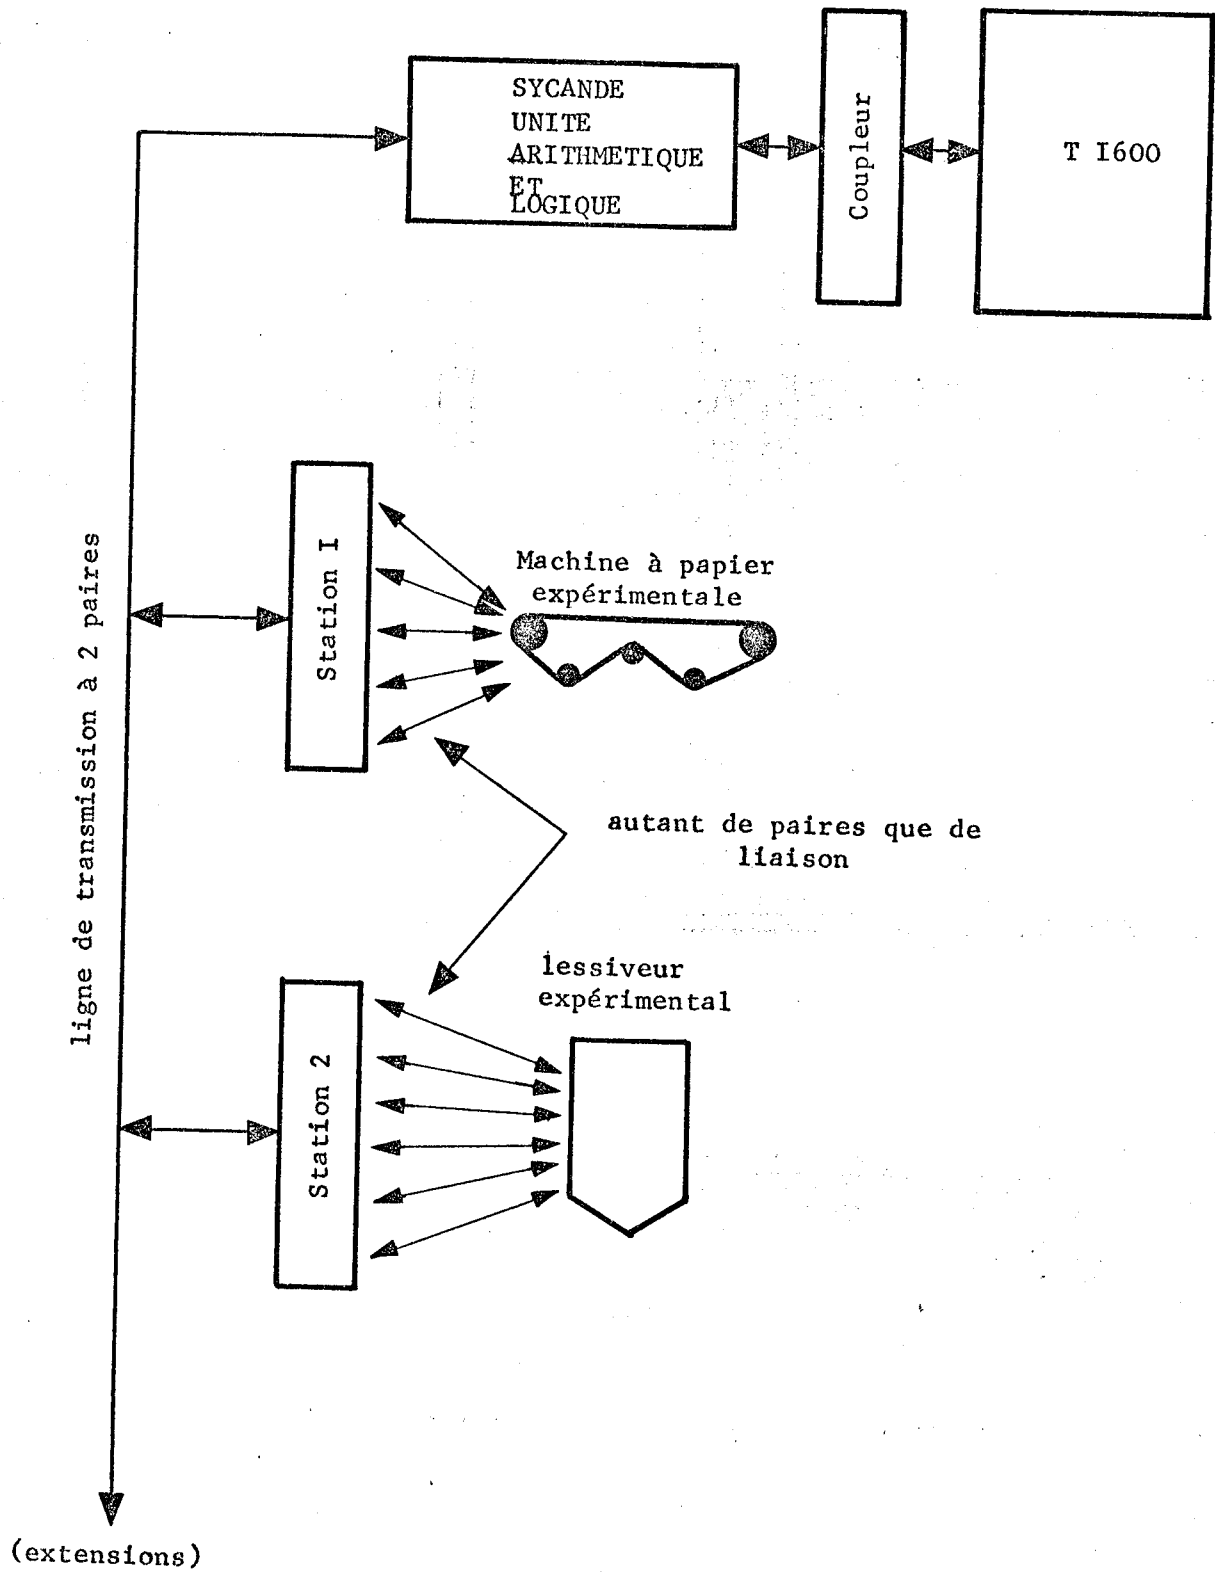 SYCANDE
UNITE
ARITHMETIQUE
ET
LOGIQUE
Coupleur
T I600
ligne de transmission à 2 paires
Station I
Machine à papier
expérimentale
autant de paires que de
liaison
lessiveur
expérimental
Station 2
(extensions)